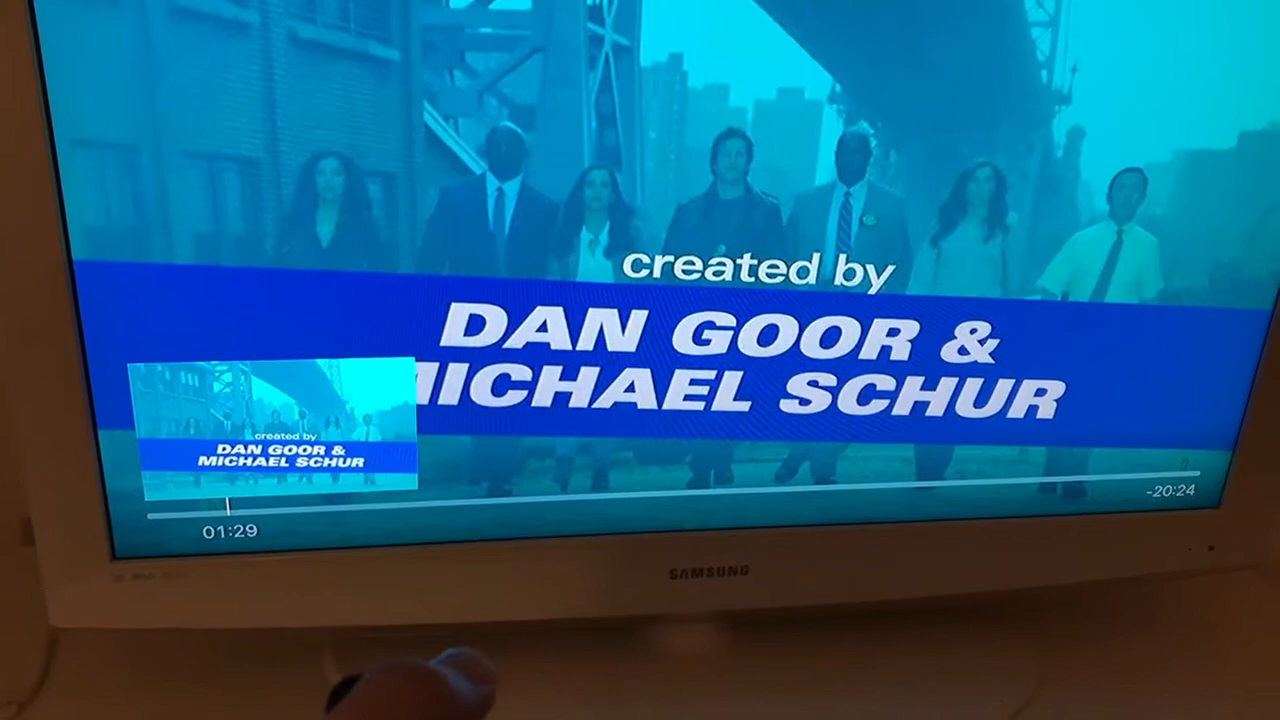 created by
DAN GOOR &
MICHAEL SCHUR
created by
DAN GOOR &
MICHAEL SCHUR
01:29
-20:24
SAMSUNG